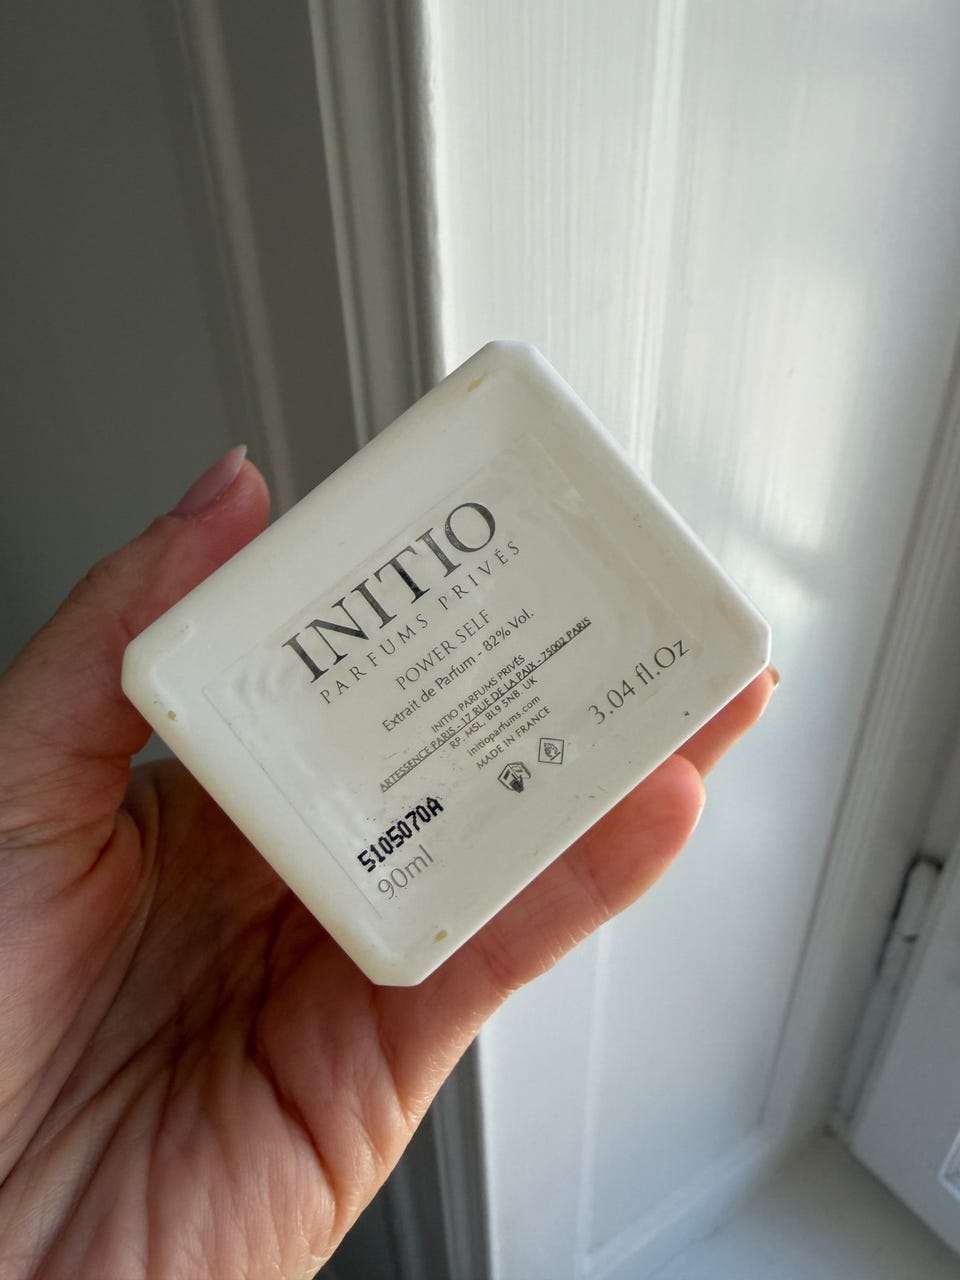 INITIO
PARFUMS PRIVÉS
POWER SELF
Extrait de Parfum - 82% Vol.
INITIO PARFUMS PRIVÉS
ARTESSENCE PARIS - 17 RUE DE LA PAIX - 75002 PARIS
RP. MSL, BL9 5NB. UK
initioparfums.com
MADE IN FRANCE
5105070A
90ml
3.04 fl.Oz